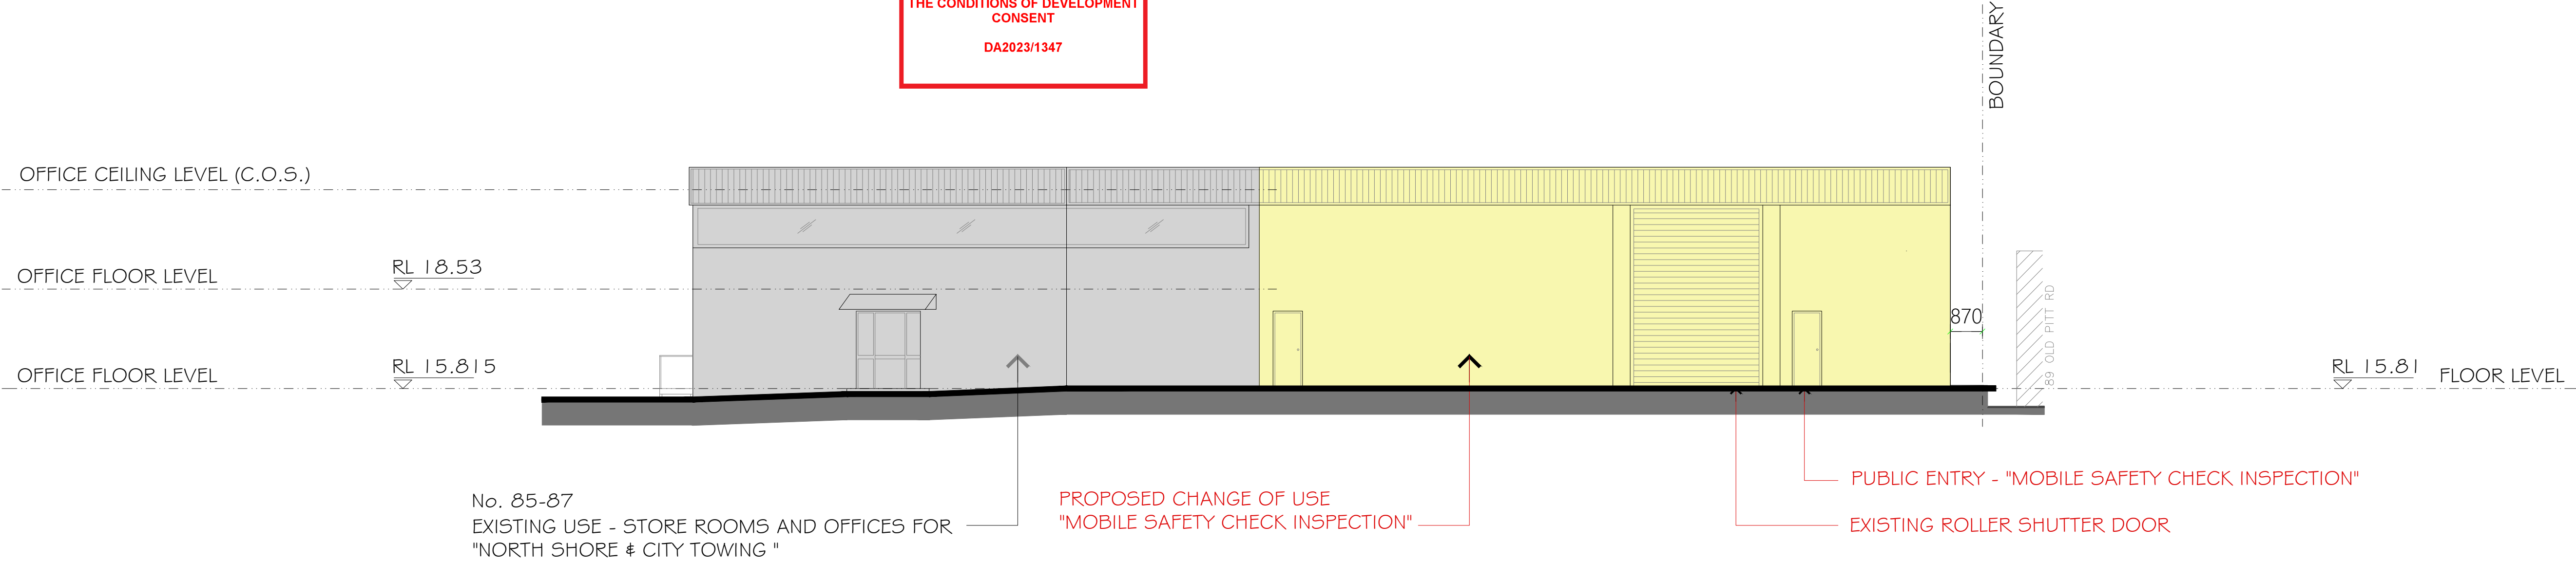 THE CONDITIONS OF DEVELOPMENT
CONSENT
DA2023/1347
BOUNDARY
OFFICE CEILING LEVEL (C.O.S.)
OFFICE FLOOR LEVEL
RL 18.53
OFFICE FLOOR LEVEL
RL 15.815
870
89 OLD PITT RD
RL 15.81
FLOOR LEVEL
No. 85-87
EXISTING USE - STORE ROOMS AND OFFICES FOR
"NORTH SHORE & CITY TOWING "
PROPOSED CHANGE OF USE
"MOBILE SAFETY CHECK INSPECTION"
PUBLIC ENTRY - "MOBILE SAFETY CHECK INSPECTION"
EXISTING ROLLER SHUTTER DOOR